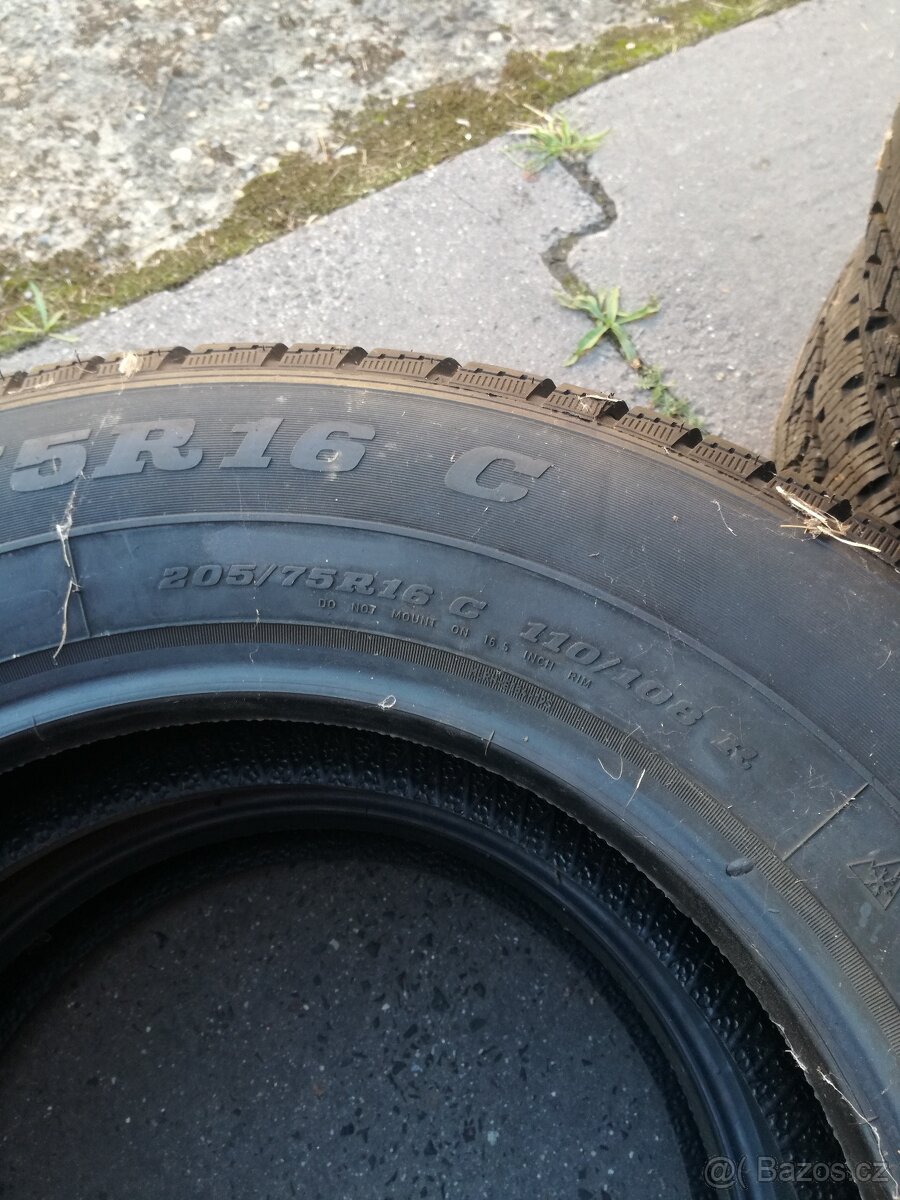 75R16 C
205/75R16 C 110/108 R
DO NOT MOUNT ON 16.5 INCH RIM
@( Bazos.cz